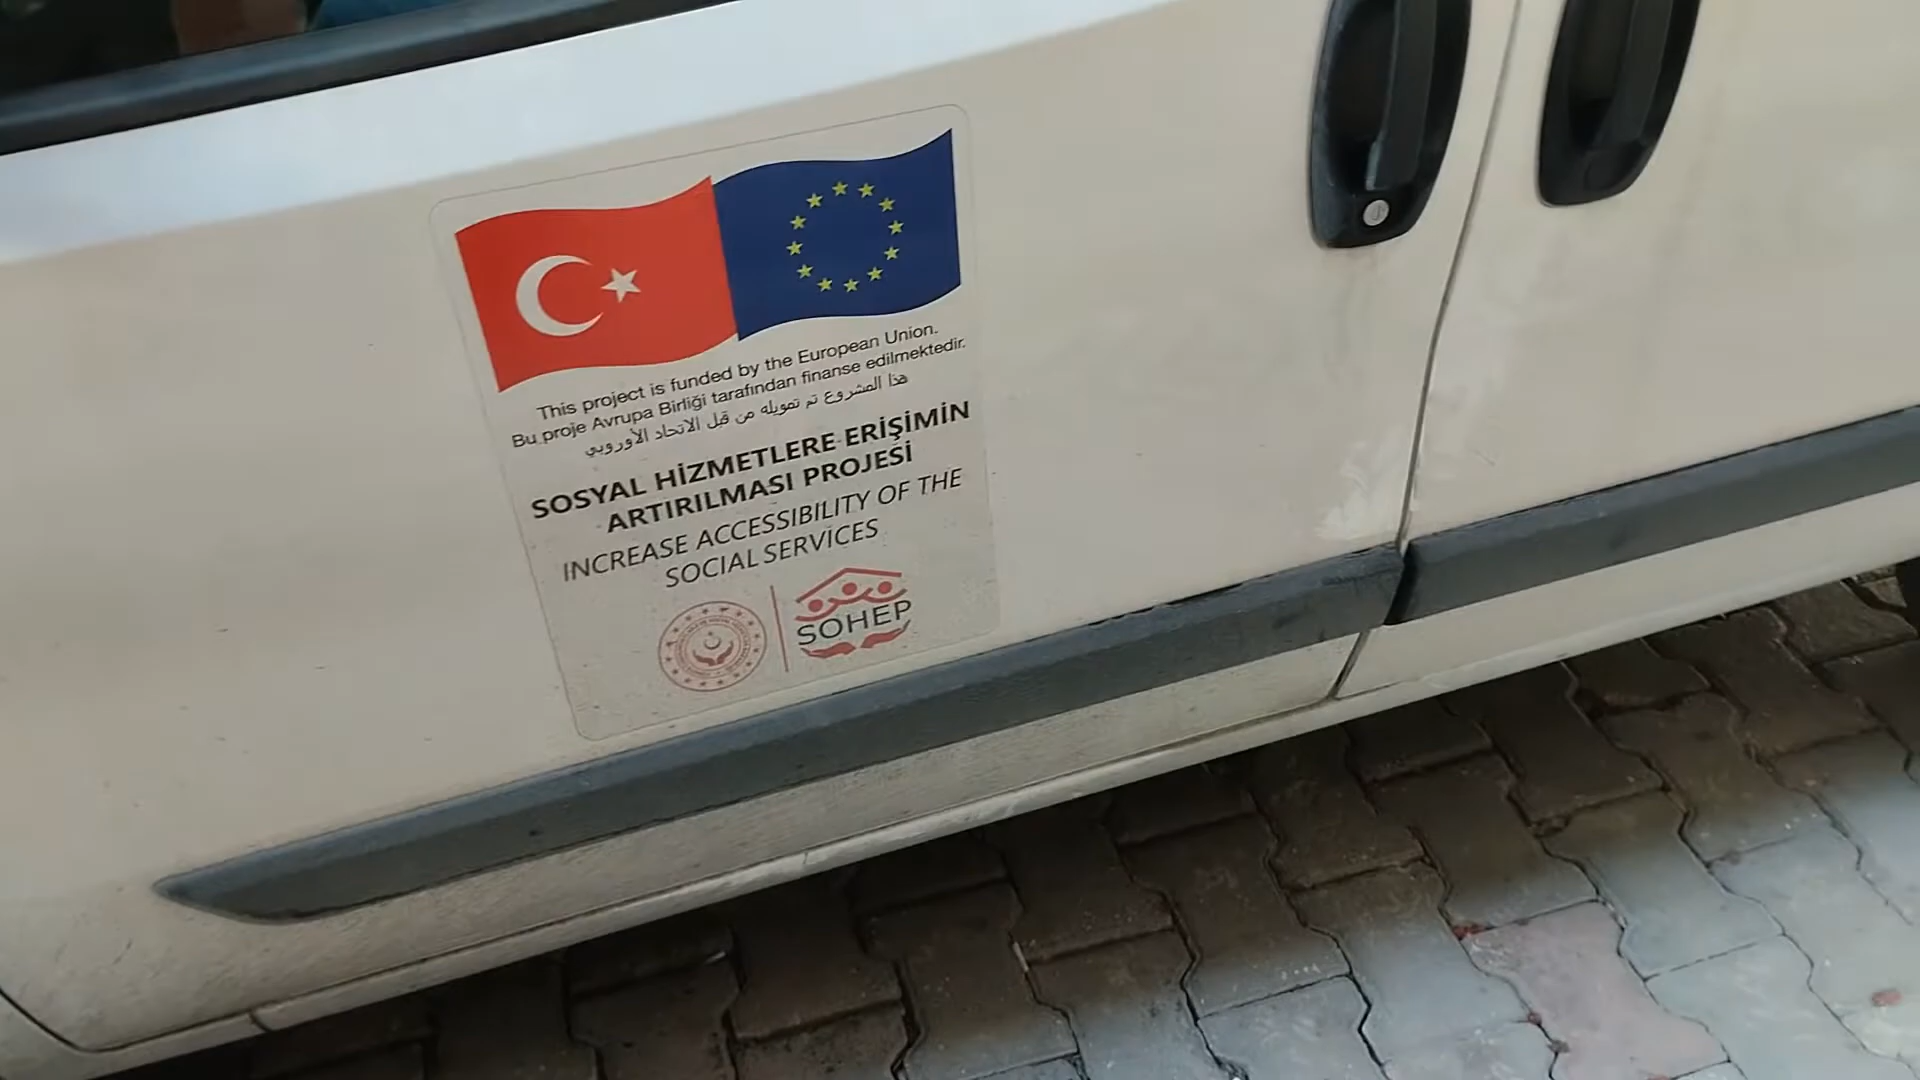 This project is funded by the European Union.
Bu proje Avrupa Birliği tarafından finanse edilmektedir.
هذا المشروع تم تمويله من قبل الاتحاد الأوروبي
SOSYAL HİZMETLERE ERİŞİMİN
ARTIRILMASI PROJESİ
INCREASE ACCESSIBILITY OF THE
SOCIAL SERVICES
SOHEP